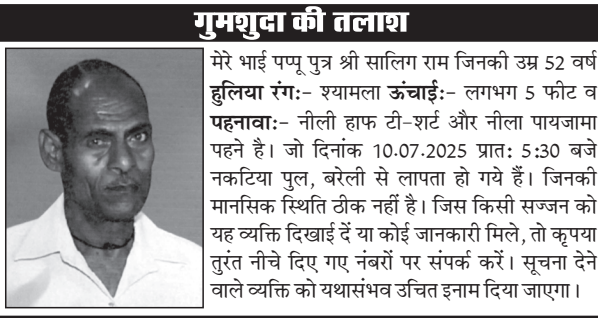 गुमशुदा की तलाश
मेरे भाई पप्पू पुत्र श्री सालिग राम जिनकी उम्र 52 वर्ष
हुलिया रंगः- श्यामला ऊंचाईः- लगभग 5 फीट व
पहनावाः- नीली हाफ टी-शर्ट और नीला पायजामा
पहने है। जो दिनांक 10.07.2025 प्रातः 5:30 बजे
नकटिया पुल, बरेली से लापता हो गये हैं। जिनकी
मानसिक स्थिति ठीक नहीं है। जिस किसी सज्जन को
यह व्यक्ति दिखाई दें या कोई जानकारी मिले, तो कृपया
तुरंत नीचे दिए गए नंबरों पर संपर्क करें। सूचना देने
वाले व्यक्ति को यथासंभव उचित इनाम दिया जाएगा।